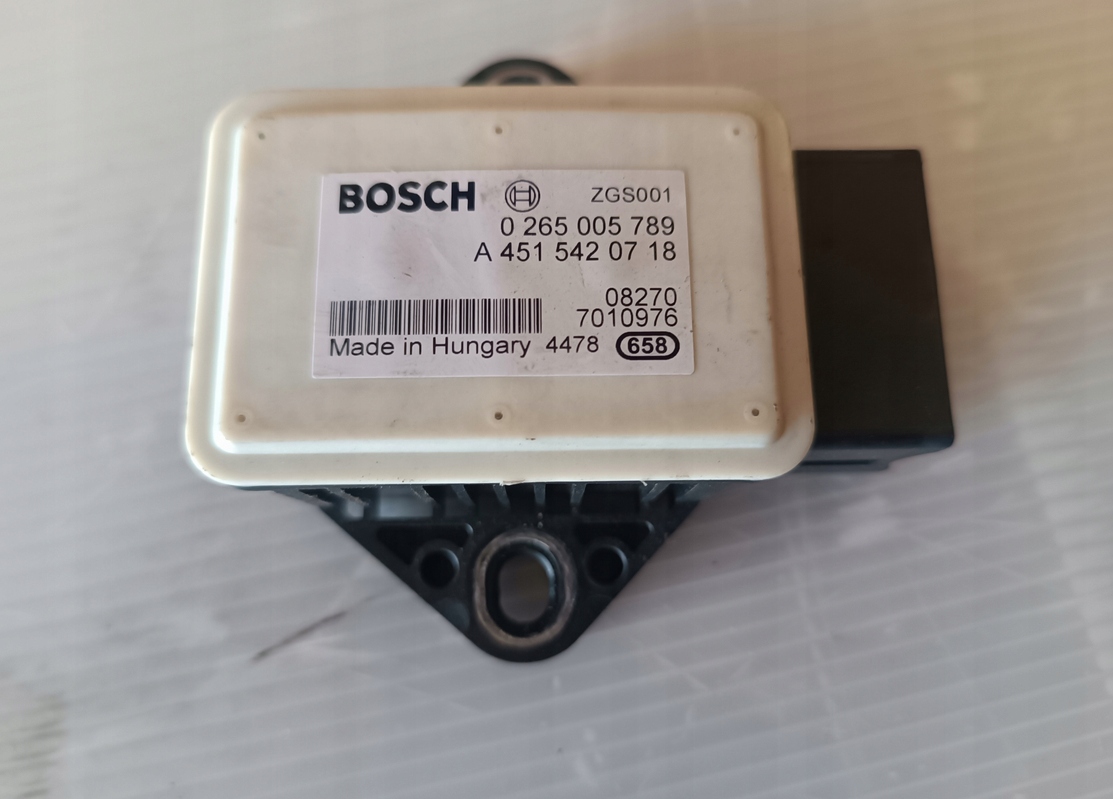 BOSCH ZGS001
0 265 005 789
A 451 542 07 18
08270
7010976
Made in Hungary 4478 658